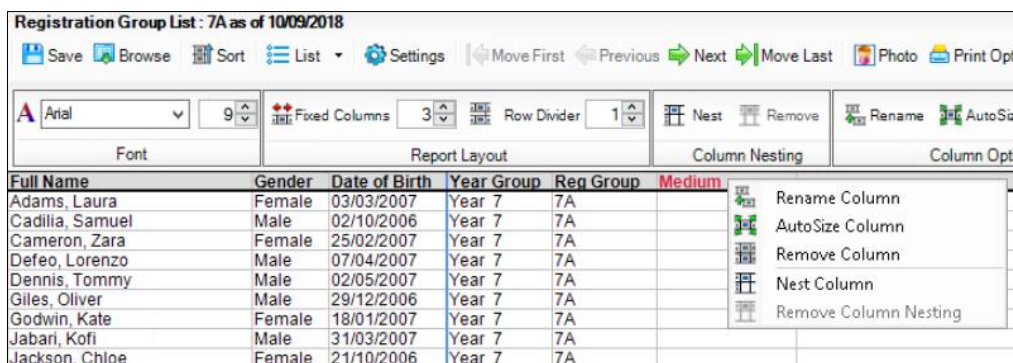 Registration Group List : 7A as of 10/09/2018
Save Browse Sort List Settings Move First Previous Next Move Last Photo Print Opt
A Arial 9 Fixed Columns 3 Row Divider 1 Nest Remove Rename AutoSiz
Font Report Layout Column Nesting Column Opt
Full Name Gender Date of Birth Year Group Reg Group Medium
Adams, Laura Female 03/03/2007 Year 7 7A
Cadilia, Samuel Male 02/10/2006 Year 7 7A
Cameron, Zara Female 25/02/2007 Year 7 7A
Defeo, Lorenzo Male 07/04/2007 Year 7 7A
Dennis, Tommy Male 02/05/2007 Year 7 7A
Giles, Oliver Male 29/12/2006 Year 7 7A
Godwin, Kate Female 18/01/2007 Year 7 7A
Jabari, Kofi Male 31/03/2007 Year 7 7A
Jackson, Chloe Female 21/10/2006 Year 7 7A
Rename Column
AutoSize Column
Remove Column
Nest Column
Remove Column Nesting